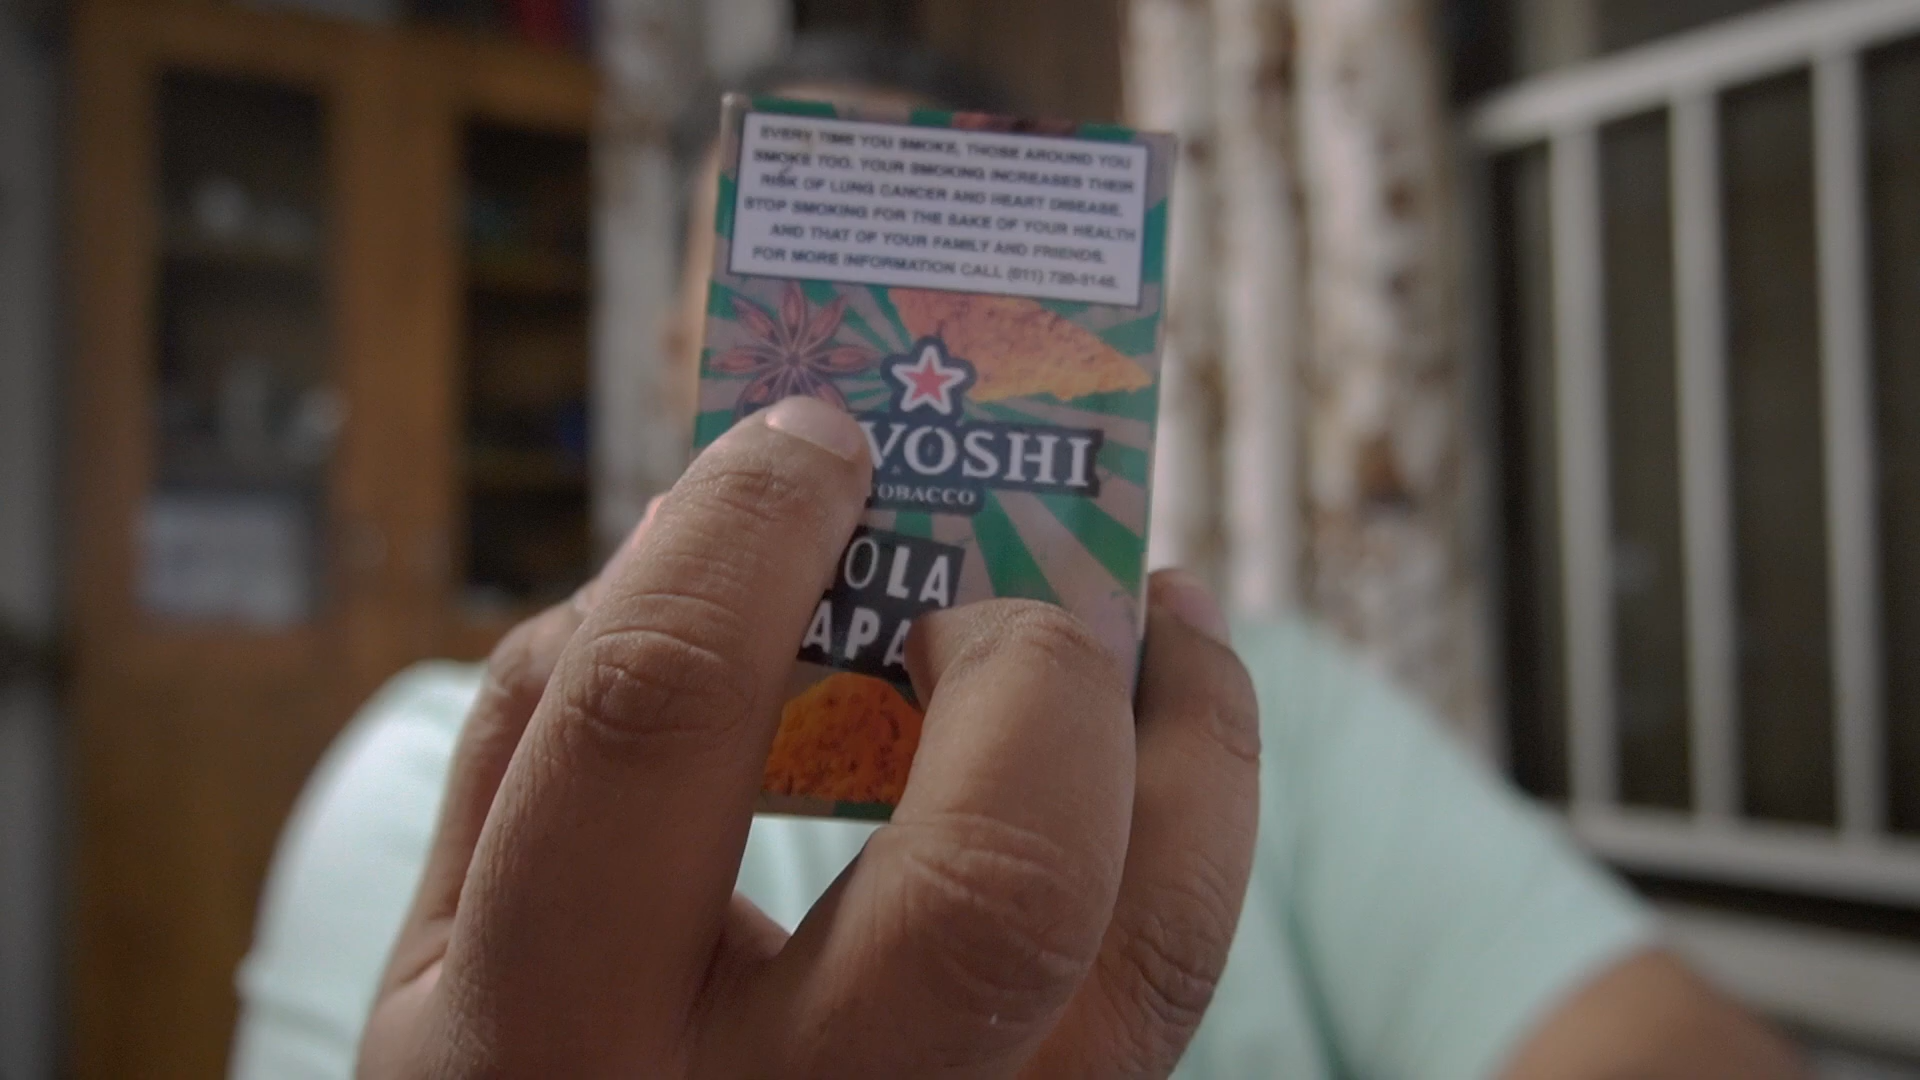 EVERY TIME YOU SMOKE, THOSE AROUND YOU
SMOKE TOO. YOUR SMOKING INCREASES THEIR
RISK OF LUNG CANCER AND HEART DISEASE.
STOP SMOKING FOR THE SAKE OF YOUR HEALTH
AND THAT OF YOUR FAMILY AND FRIENDS.
FOR MORE INFORMATION CALL (011) 720-3145.
VOSHI
TOBACCO
OLA
APA